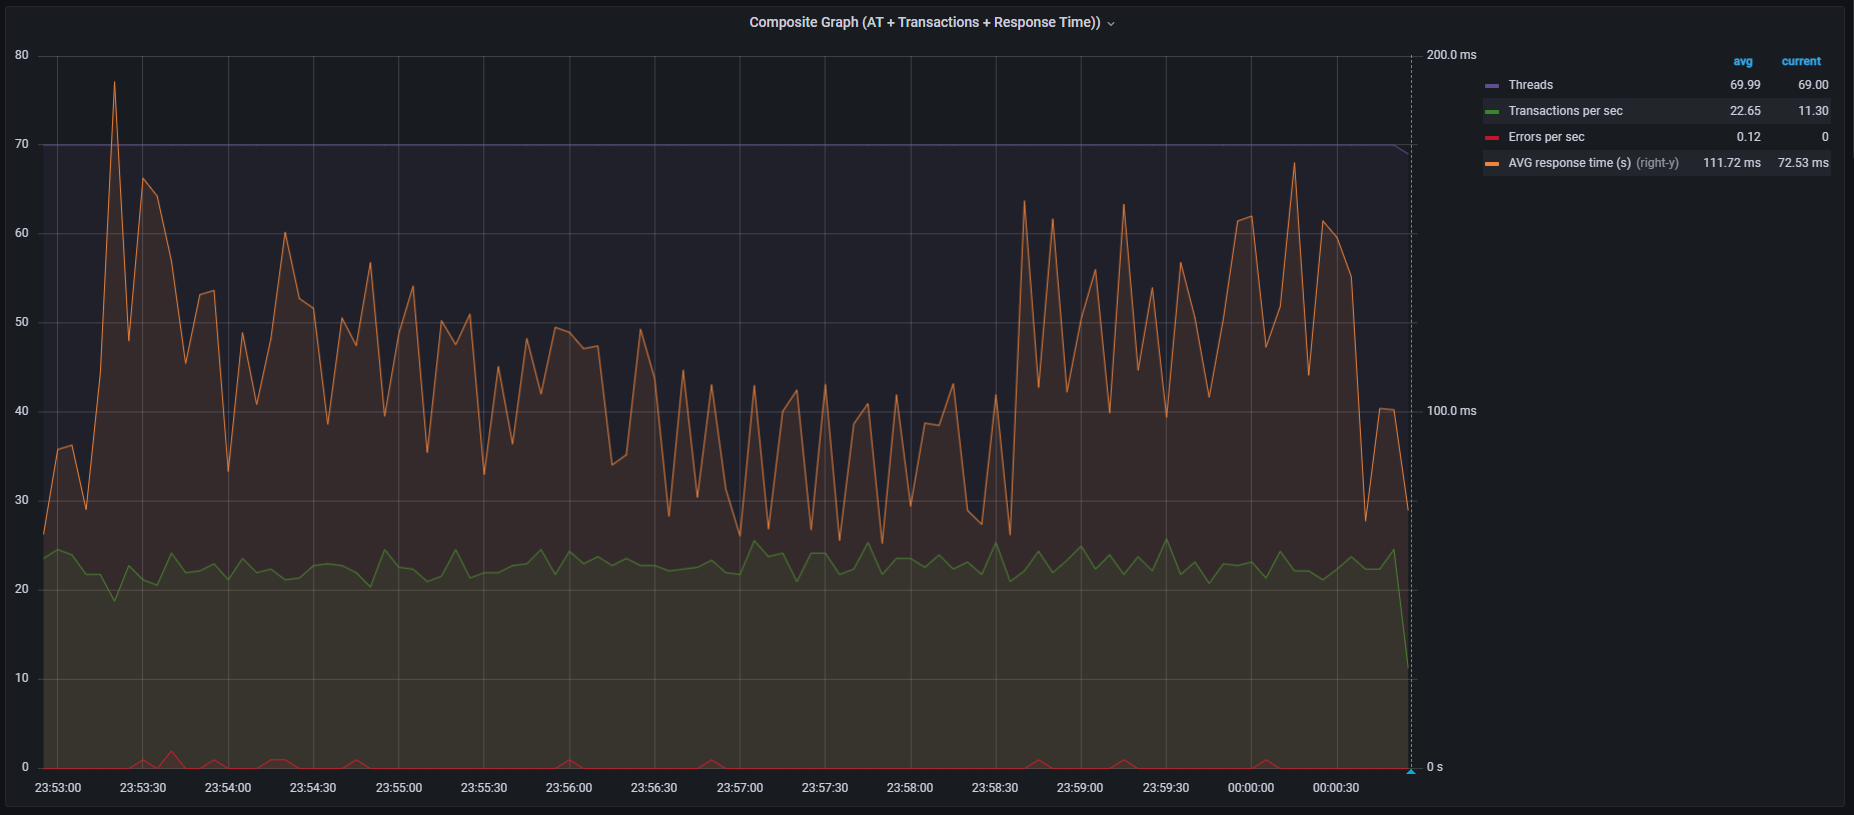 Composite Graph (AT + Transactions + Response Time))
80
70
60
50
40
30
20
10
0
200.0 ms
100.0 ms
0 s
23:53:00 23:53:30 23:54:00 23:54:30 23:55:00 23:55:30 23:56:00 23:56:30 23:57:00 23:57:30 23:58:00 23:58:30 23:59:00 23:59:30 00:00:00 00:00:30
avg current
Threads 69.99 69.00
Transactions per sec 22.65 11.30
Errors per sec 0.12 0
AVG response time (s) (right-y) 111.72 ms 72.53 ms